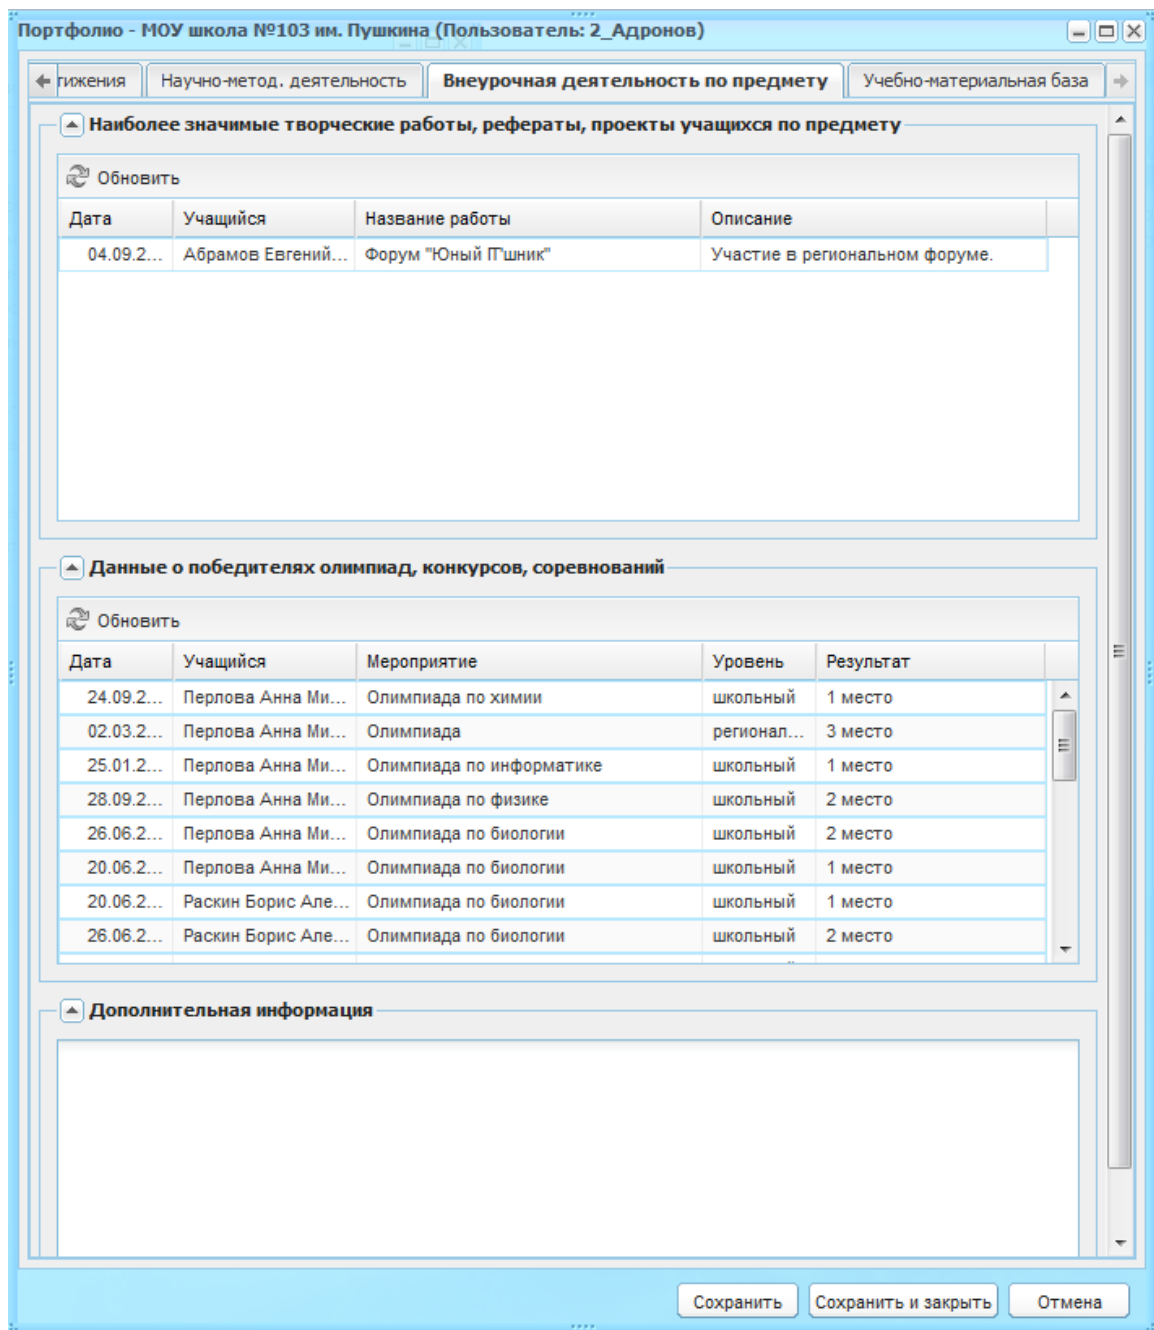 Портфолио - МОУ школа №103 им. Пушкина (Пользователь: 2_Адронов)
тижения Научно-метод. деятельность Внеурочная деятельность по предмету Учебно-материальная база
Наиболее значимые творческие работы, рефераты, проекты учащихся по предмету
Обновить
Дата Учащийся Название работы Описание
04.09.2... Абрамов Евгений... Форум "Юный IT'шник" Участие в региональном форуме.
Данные о победителях олимпиад, конкурсов, соревнований
Обновить
Дата Учащийся Мероприятие Уровень Результат
24.09.2... Перлова Анна Ми... Олимпиада по химии школьный 1 место
02.03.2... Перлова Анна Ми... Олимпиада регионал... 3 место
25.01.2... Перлова Анна Ми... Олимпиада по информатике школьный 1 место
28.09.2... Перлова Анна Ми... Олимпиада по физике школьный 2 место
26.06.2... Перлова Анна Ми... Олимпиада по биологии школьный 2 место
20.06.2... Перлова Анна Ми... Олимпиада по биологии школьный 1 место
20.06.2... Раскин Борис Але... Олимпиада по биологии школьный 1 место
26.06.2... Раскин Борис Але... Олимпиада по биологии школьный 2 место
Дополнительная информация
Сохранить Сохранить и закрыть Отмена